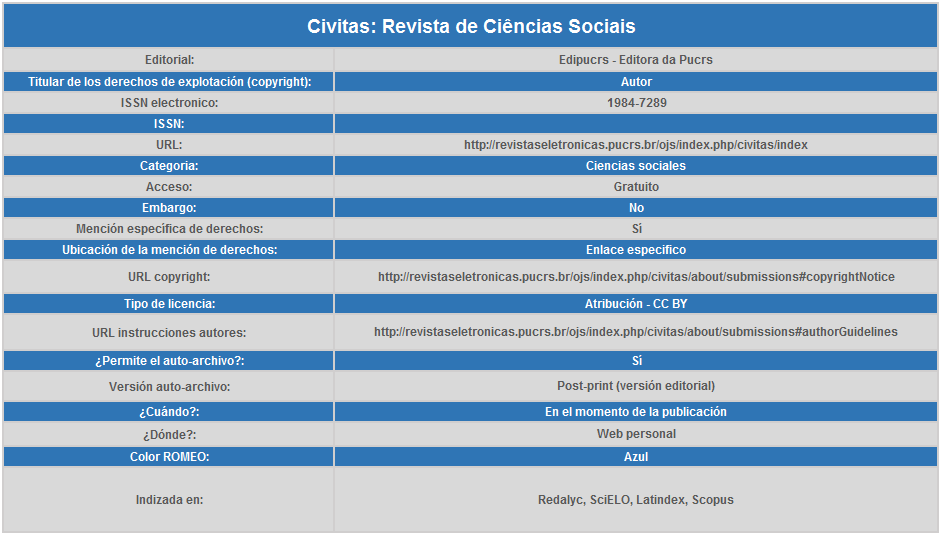 Civitas: Revista de Ciências Sociais
Editorial: Edipucrs - Editora da Pucrs
Titular de los derechos de explotación (copyright): Autor
ISSN electronico: 1984-7289
ISSN:
URL: http://revistaseletronicas.pucrs.br/ojs/index.php/civitas/index
Categoria: Ciencias sociales
Acceso: Gratuito
Embargo: No
Mención específica de derechos: Sí
Ubicación de la mención de derechos: Enlace especifico
URL copyright: http://revistaseletronicas.pucrs.br/ojs/index.php/civitas/about/submissions#copyrightNotice
Tipo de licencia: Atribución - CC BY
URL instrucciones autores: http://revistaseletronicas.pucrs.br/ojs/index.php/civitas/about/submissions#authorGuidelines
¿Permite el auto-archivo?: Sí
Versión auto-archivo: Post-print (versión editorial)
¿Cuándo?: En el momento de la publicación
¿Dónde?: Web personal
Color ROMEO: Azul
Indizada en: Redalyc, SciELO, Latindex, Scopus